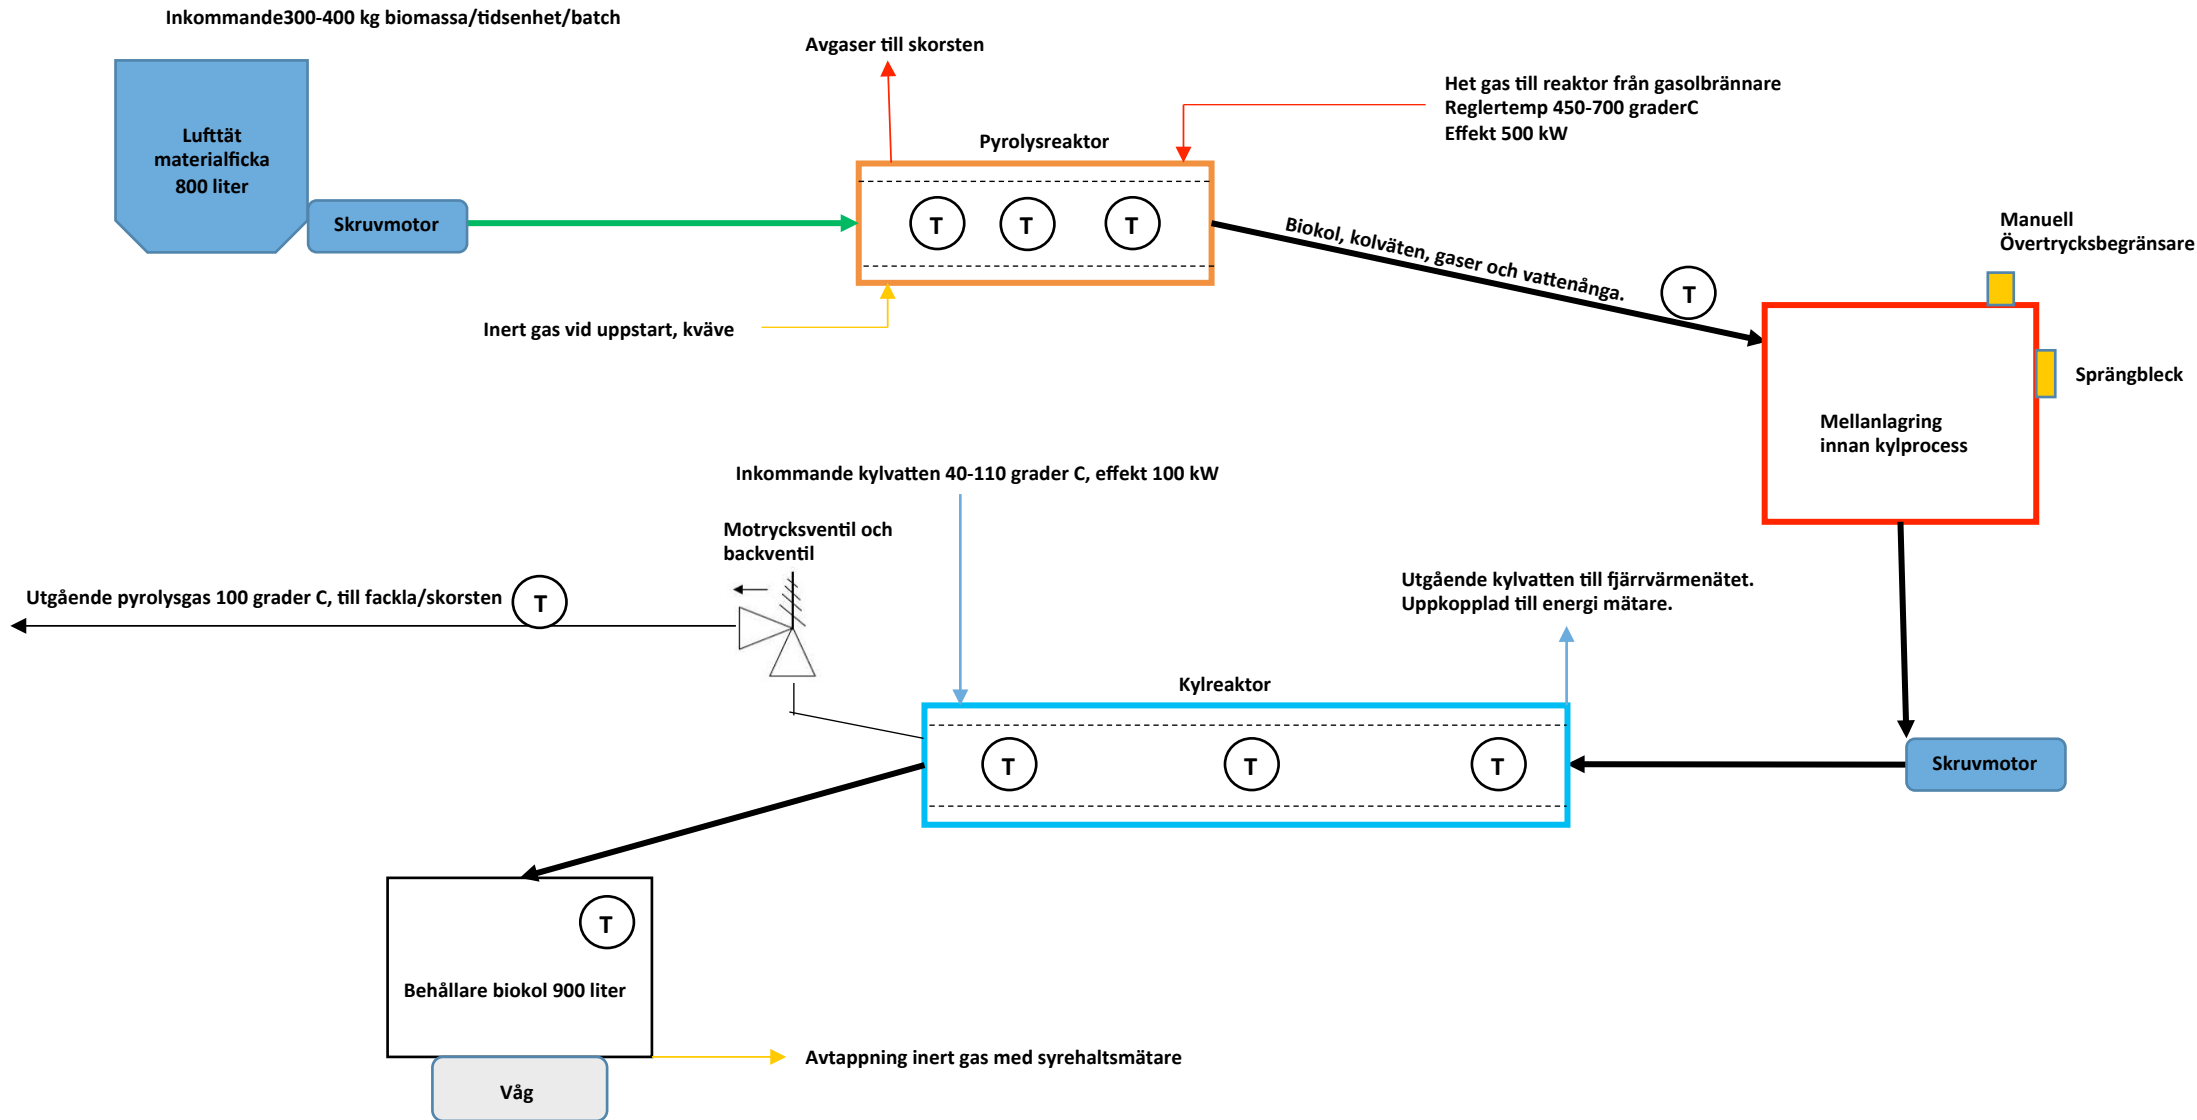 Inkommande300-400 kg biomassa/tidsenhet/batch
Avgaser till skorsten
Het gas till reaktor från gasolbrännare
Reglertemp 450-700 graderC
Effekt 500 kW
Lufttät
materialficka
800 liter
Skruvmotor
Pyrolysreaktor
T
T
T
Inert gas vid uppstart, kväve
Biokol, kolväten, gaser och vattenånga.
T
Manuell
Övertrycksbegränsare
Sprängbleck
Mellanlagring
innan kylprocess
Inkommande kylvatten 40-110 grader C, effekt 100 kW
Motrycksventil och
backventil
Utgående pyrolysgas 100 grader C, till fackla/skorsten
T
Utgående kylvatten till fjärrvärmenätet.
Uppkopplad till energi mätare.
Kylreaktor
T
T
T
Skruvmotor
T
Behållare biokol 900 liter
Avtappning inert gas med syrehaltsmätare
Våg